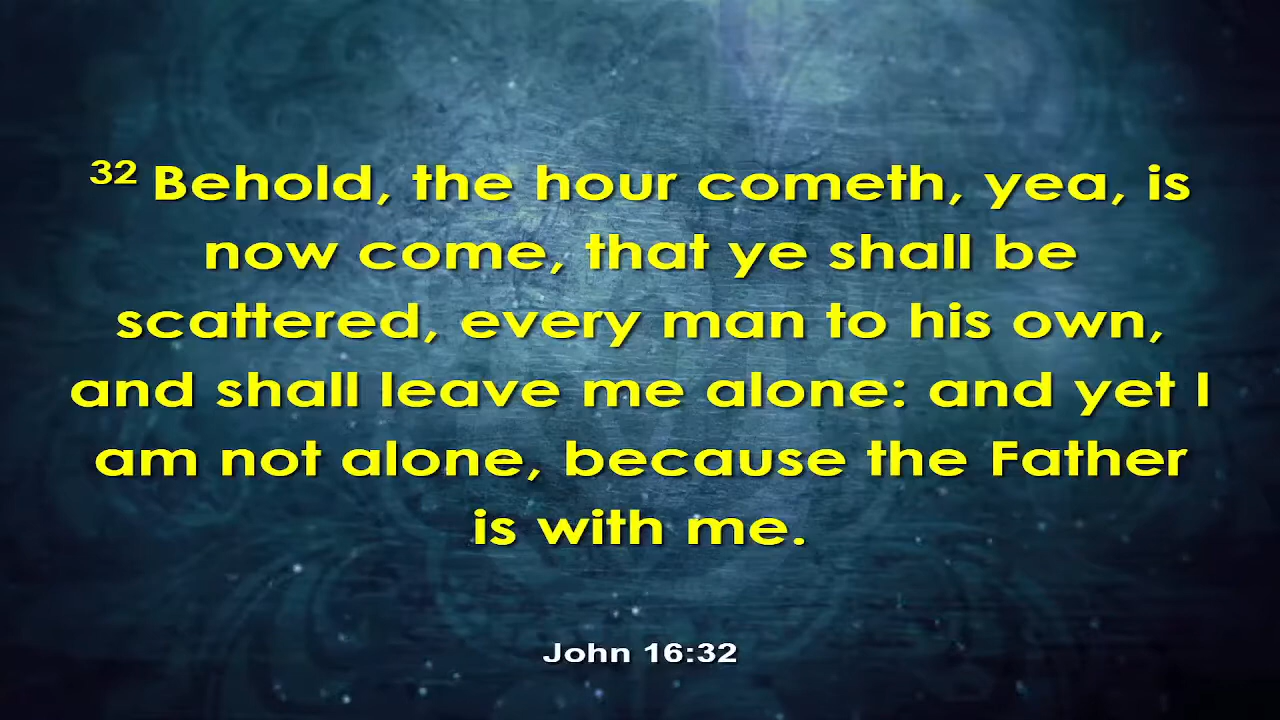 32 Behold, the hour cometh, yea, is
now come, that ye shall be
scattered, every man to his own,
and shall leave me alone: and yet I
am not alone, because the Father
is with me.
John 16:32